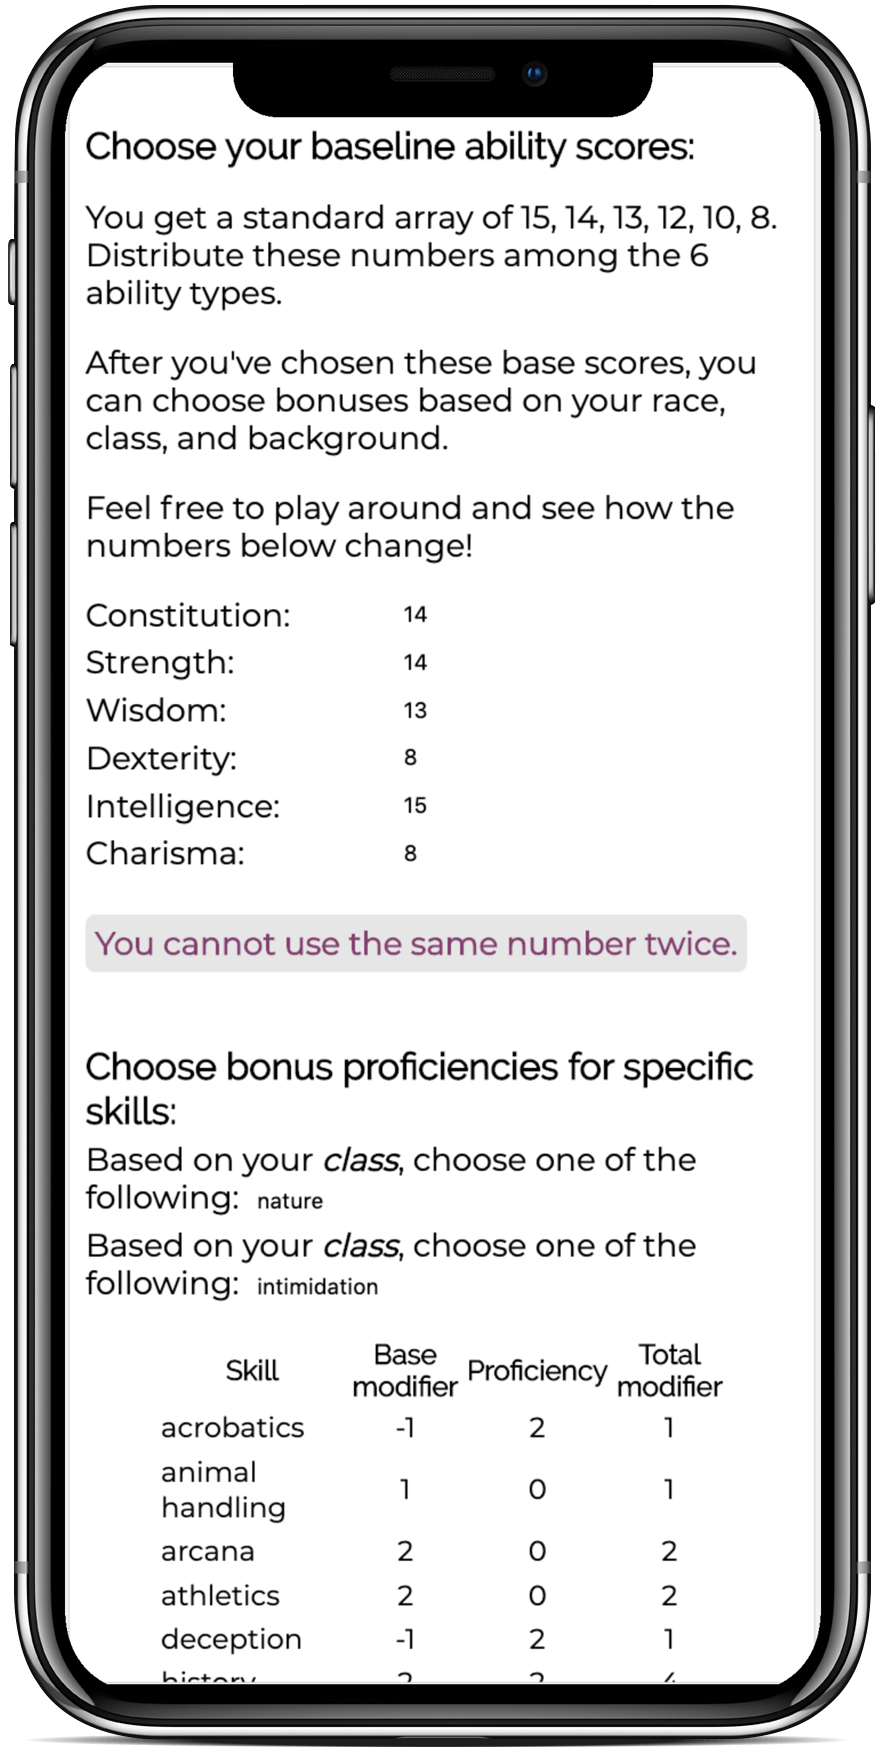 Choose your baseline ability scores:
You get a standard array of 15, 14, 13, 12, 10, 8.
Distribute these numbers among the 6
ability types.
After you've chosen these base scores, you
can choose bonuses based on your race,
class, and background.
Feel free to play around and see how the
numbers below change!
Constitution: 14
Strength: 14
Wisdom: 13
Dexterity: 8
Intelligence: 15
Charisma: 8
You cannot use the same number twice.
Choose bonus proficiencies for specific
skills:
Based on your class, choose one of the
following: nature
Based on your class, choose one of the
following: intimidation
Skill Base modifier Proficiency Total modifier
acrobatics -1 2 1
animal handling 1 0 1
arcana 2 0 2
athletics 2 0 2
deception -1 2 1
history 2 2 4